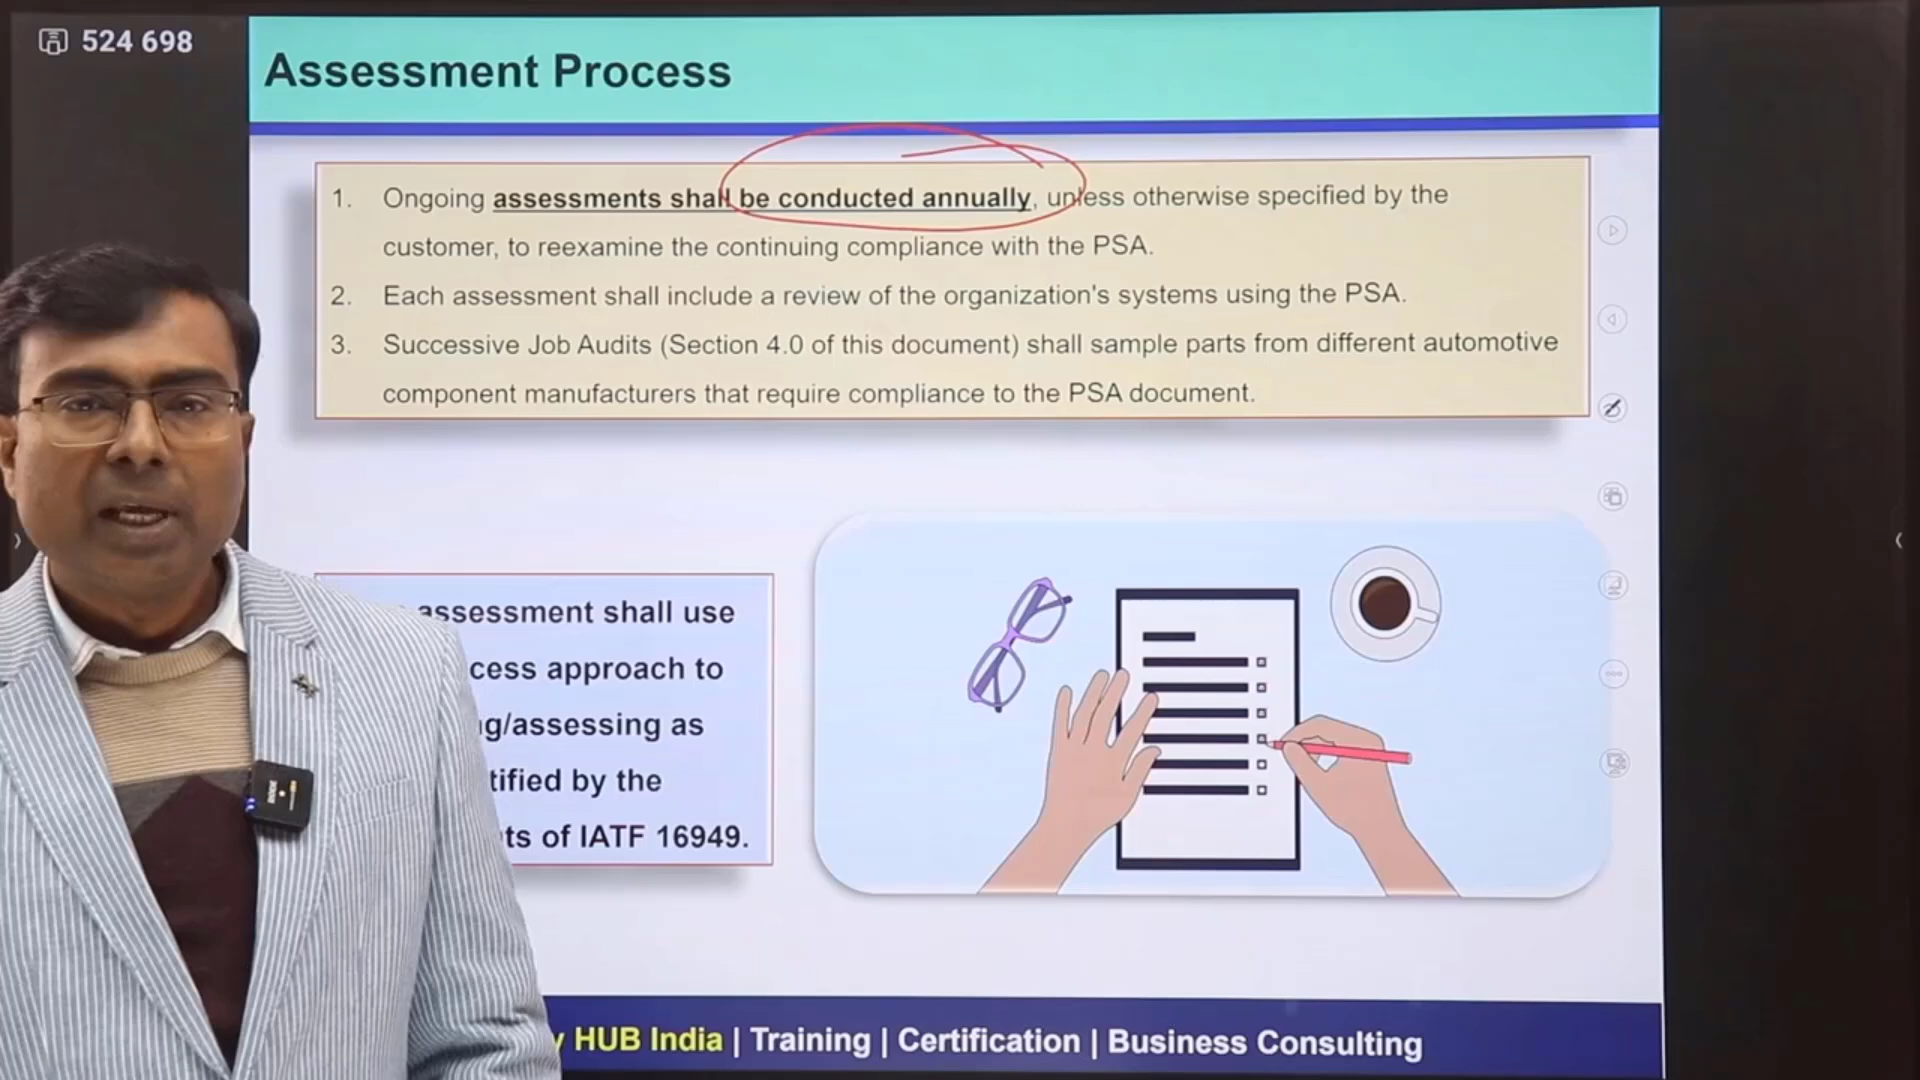 524 698
Assessment Process
1. Ongoing assessments shall be conducted annually, unless otherwise specified by the
customer, to reexamine the continuing compliance with the PSA.
2. Each assessment shall include a review of the organization's systems using the PSA.
3. Successive Job Audits (Section 4.0 of this document) shall sample parts from different automotive
component manufacturers that require compliance to the PSA document.
assessment shall use
cess approach to
g/assessing as
tified by the
ts of IATF 16949.
y HUB India | Training | Certification | Business Consulting